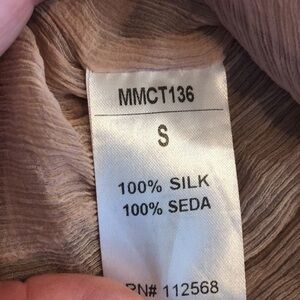 MMCT136
S
100% SILK
100% SEDA
RN# 112568